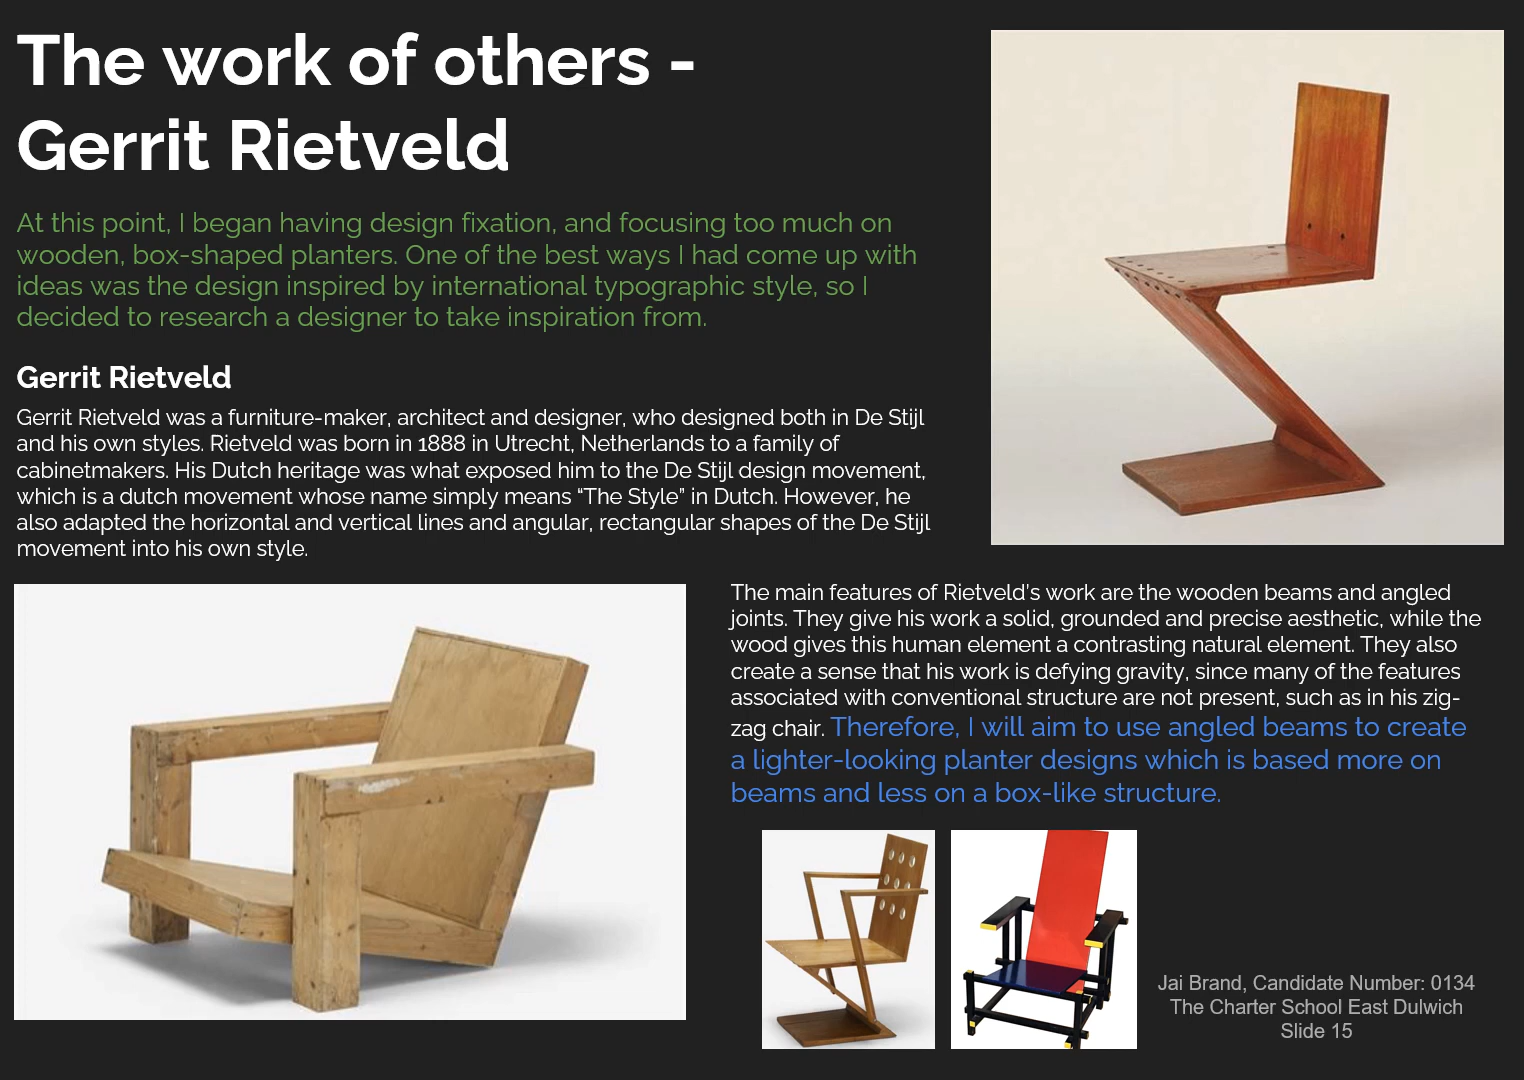 The work of others -
Gerrit Rietveld
At this point, I began having design fixation, and focusing too much on
wooden, box-shaped planters. One of the best ways I had come up with
ideas was the design inspired by international typographic style, so I
decided to research a designer to take inspiration from.
Gerrit Rietveld
Gerrit Rietveld was a furniture-maker, architect and designer, who designed both in De Stijl
and his own styles. Rietveld was born in 1888 in Utrecht, Netherlands to a family of
cabinetmakers. His Dutch heritage was what exposed him to the De Stijl design movement,
which is a dutch movement whose name simply means “The Style” in Dutch. However, he
also adapted the horizontal and vertical lines and angular, rectangular shapes of the De Stijl
movement into his own style.
The main features of Rietveld's work are the wooden beams and angled
joints. They give his work a solid, grounded and precise aesthetic, while the
wood gives this human element a contrasting natural element. They also
create a sense that his work is defying gravity, since many of the features
associated with conventional structure are not present, such as in his zig-
zag chair. Therefore, I will aim to use angled beams to create
a lighter-looking planter designs which is based more on
beams and less on a box-like structure.
Jai Brand, Candidate Number: 0134
The Charter School East Dulwich
Slide 15